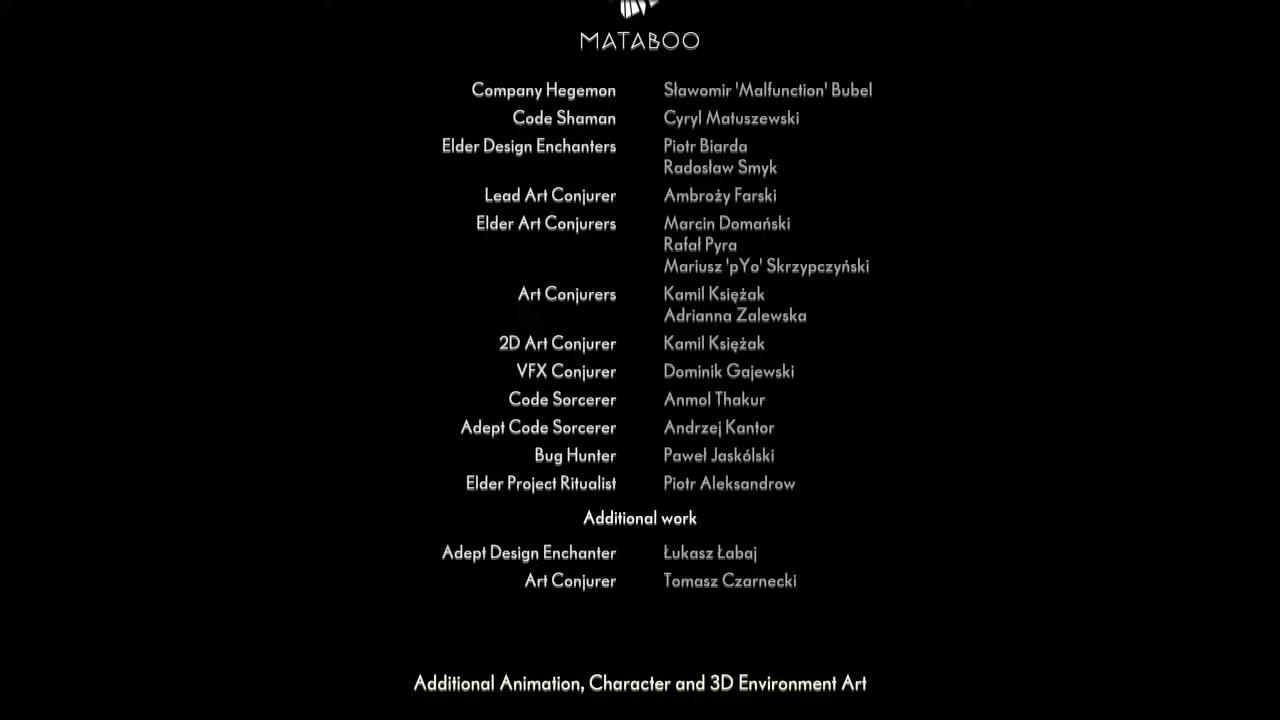 MATABOO
Company Hegemon Sławomir 'Malfunction' Bubel
Code Shaman Cyryl Matuszewski
Elder Design Enchanters Piotr Biarda
Radosław Smyk
Lead Art Conjurer Ambroży Farski
Elder Art Conjurers Marcin Domański
Rafał Pyra
Mariusz 'pYo' Skrzypczyński
Art Conjurers Kamil Księżak
Adrianna Zalewska
2D Art Conjurer Kamil Księżak
VFX Conjurer Dominik Gajewski
Code Sorcerer Anmol Thakur
Adept Code Sorcerer Andrzej Kantor
Bug Hunter Paweł Jaskólski
Elder Project Ritualist Piotr Aleksandrow
Additional work
Adept Design Enchanter Łukasz Łabaj
Art Conjurer Tomasz Czarnecki
Additional Animation, Character and 3D Environment Art